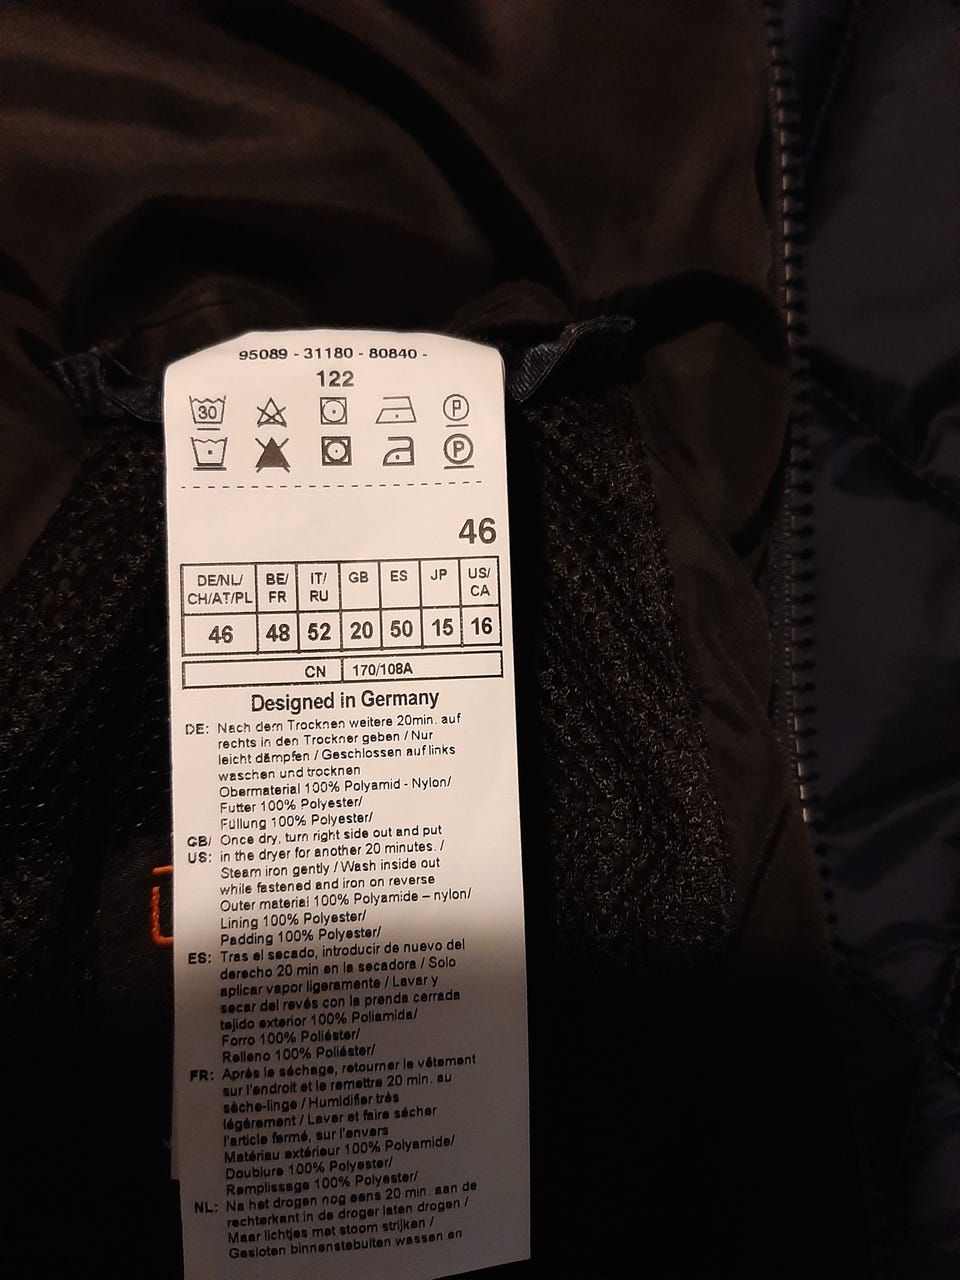 95089 - 31180 - 80840 -
122
30 P
P
46
DE/NL/ CH/AT/PL BE/ FR IT/ RU GB ES JP US/ CA
46 48 52 20 50 15 16
CN 170/108A
Designed in Germany
DE: Nach dem Trocknen weitere 20min. auf
rechts in den Trockner geben / Nur
leicht dämpfen / Geschlossen auf links
waschen und trocknen
Obermaterial 100% Polyamid - Nylon/
Futter 100% Polyester/
Füllung 100% Polyester/
GB/ US: Once dry, turn right side out and put
in the dryer for another 20 minutes. /
Steam iron gently / Wash inside out
while fastened and iron on reverse
Outer material 100% Polyamide – nylon/
Lining 100% Polyester/
Padding 100% Polyester/
ES: Tras el secado, introducir de nuevo del
derecho 20 min en la secadora / Solo
aplicar vapor ligeramente / Lavar y
secar del revés con la prenda cerrada
tejido exterior 100% Poliamida/
Forro 100% Poliéster/
Relleno 100% Poliéster/
FR: Après le séchage, retourner le vêtement
sur l'endroit et le remettre 20 min. au
sèche-linge / Humidifier très
légèrement / Laver et faire sécher
l'article fermé, sur l'envers
Matériau extérieur 100% Polyamide/
Doublure 100% Polyester/
Remplissage 100% Polyester/
NL: Na het drogen nog eens 20 min. aan de
rechterkant in de droger laten drogen /
Maar lichtjes met stoom strijken /
Gesloten binnenstebuiten wassen en